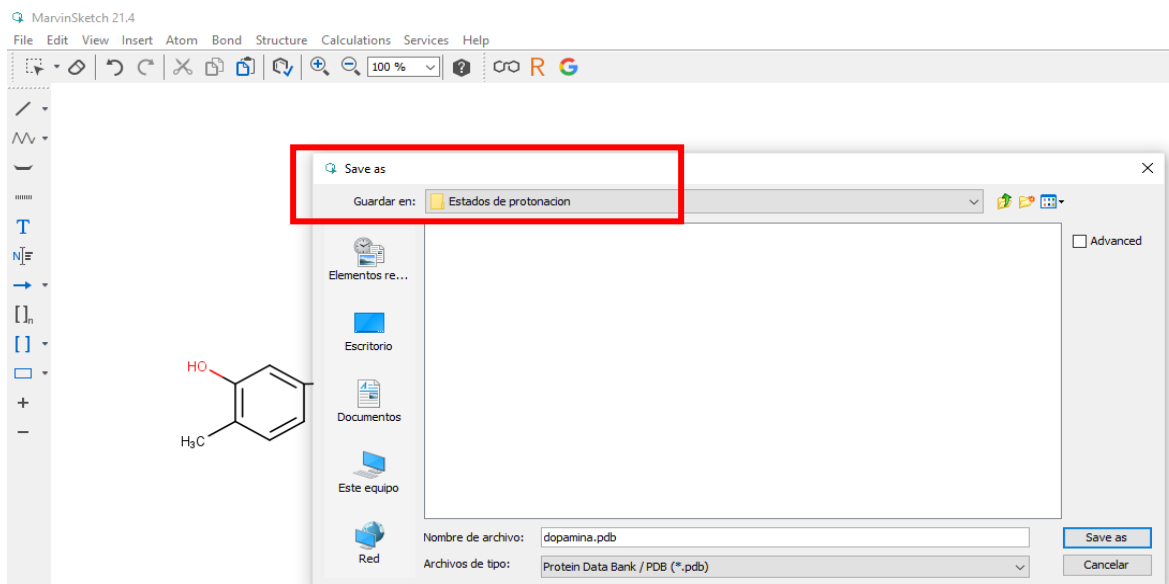 MarvinSketch 21.4
File Edit View Insert Atom Bond Structure Calculations Services Help
100 % ? R G
Save as
Guardar en: Estados de protonacion
T
Advanced
N
Elementos re...
[ ]n
[ ]
Escritorio
HO
Documentos
H3C
Este equipo
Nombre de archivo: dopamina.pdb Save as
Red
Archivos de tipo: Protein Data Bank / PDB (*.pdb) Cancelar